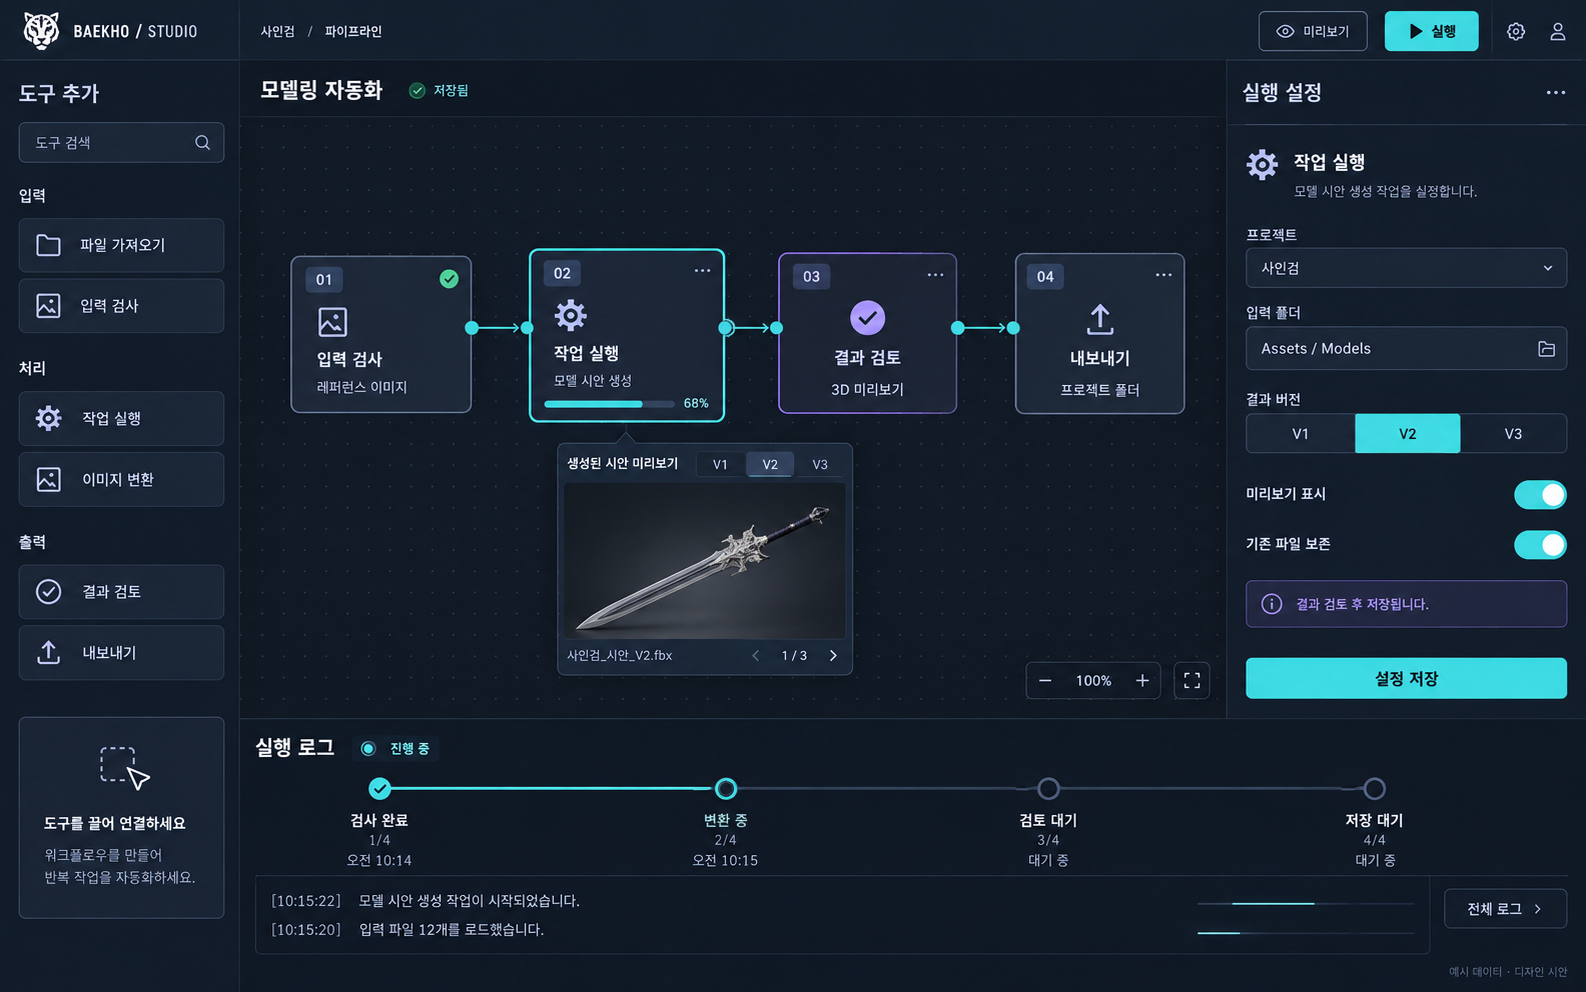 BAEKHO / STUDIO
사인검 / 파이프라인
미리보기
실행
도구 추가
도구 검색
입력
파일 가져오기
입력 검사
처리
작업 실행
이미지 변환
출력
결과 검토
내보내기
도구를 끌어 연결하세요
워크플로우를 만들어
반복 작업을 자동화하세요.
모델링 자동화
저장됨
01
입력 검사
레퍼런스 이미지
02
작업 실행
모델 시안 생성
68%
03
결과 검토
3D 미리보기
04
내보내기
프로젝트 폴더
생성된 시안 미리보기 V1 V2 V3
사인검_시안_V2.fbx 1 / 3
100%
실행 설정
작업 실행
모델 시안 생성 작업을 설정합니다.
프로젝트
사인검
입력 폴더
Assets / Models
결과 버전
V1 V2 V3
미리보기 표시
기존 파일 보존
결과 검토 후 저장됩니다.
설정 저장
실행 로그 진행 중
검사 완료
1/4
오전 10:14
변환 중
2/4
오전 10:15
검토 대기
3/4
대기 중
저장 대기
4/4
대기 중
[10:15:22] 모델 시안 생성 작업이 시작되었습니다.
[10:15:20] 입력 파일 12개를 로드했습니다.
전체 로그
예시 데이터 · 디자인 시안